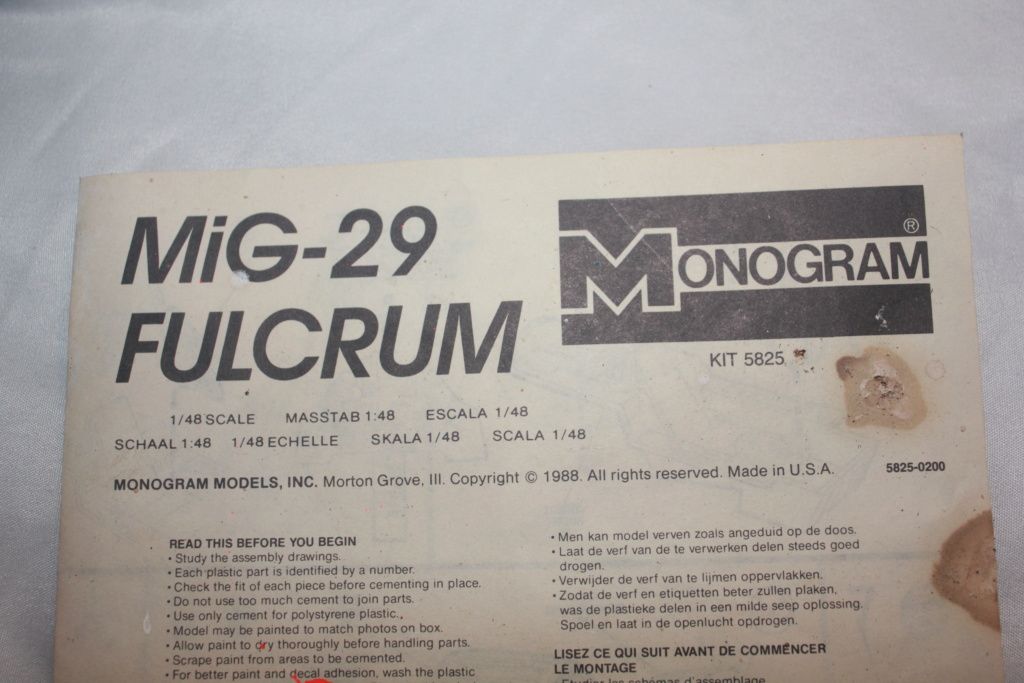 MiG-29
FULCRUM
MONOGRAM®
KIT 5825
1/48 SCALE MASSTAB 1:48 ESCALA 1/48
SCHAAL 1:48 1/48 ECHELLE SKALA 1/48 SCALA 1/48
MONOGRAM MODELS, INC. Morton Grove, Ill. Copyright © 1988. All rights reserved. Made in U.S.A. 5825-0200
READ THIS BEFORE YOU BEGIN
• Study the assembly drawings.
• Each plastic part is identified by a number.
• Check the fit of each piece before cementing in place.
• Do not use too much cement to join parts.
• Use only cement for polystyrene plastic.
• Model may be painted to match photos on box.
• Allow paint to dry thoroughly before handling parts.
• Scrape paint from areas to be cemented.
• For better paint and decal adhesion, wash the plastic
• Men kan model verven zoals angeduid op de doos.
• Laat de verf van de te verwerken delen steeds goed
drogen.
• Verwijder de verf van te lijmen oppervlakken.
• Zodat de verf en etiquetten beter zullen plaken,
was de plastieke delen in een milde seep oplossing.
Spoel en laat in de openlucht opdrogen.
LISEZ CE QUI SUIT AVANT DE COMMENCER
LE MONTAGE
• Etudier les schémas d'assemblage